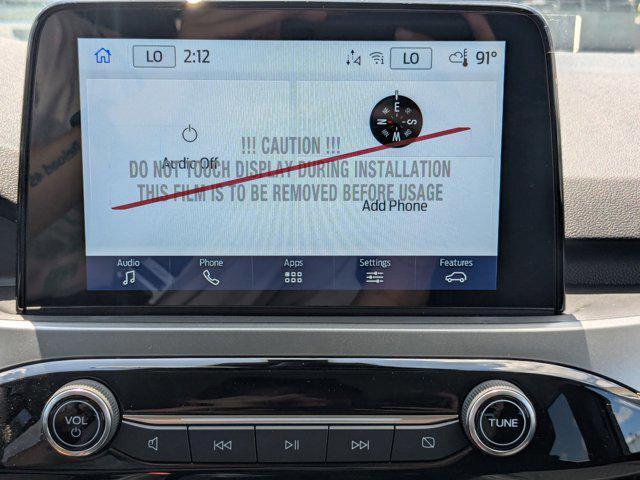 LO 2:12 LO 91°
E
N S
W
!!! CAUTION !!!
Audio Off
DO NOT TOUCH DISPLAY DURING INSTALLATION
THIS FILM IS TO BE REMOVED BEFORE USAGE
Add Phone
Audio Phone Apps Settings Features
VOL
TUNE